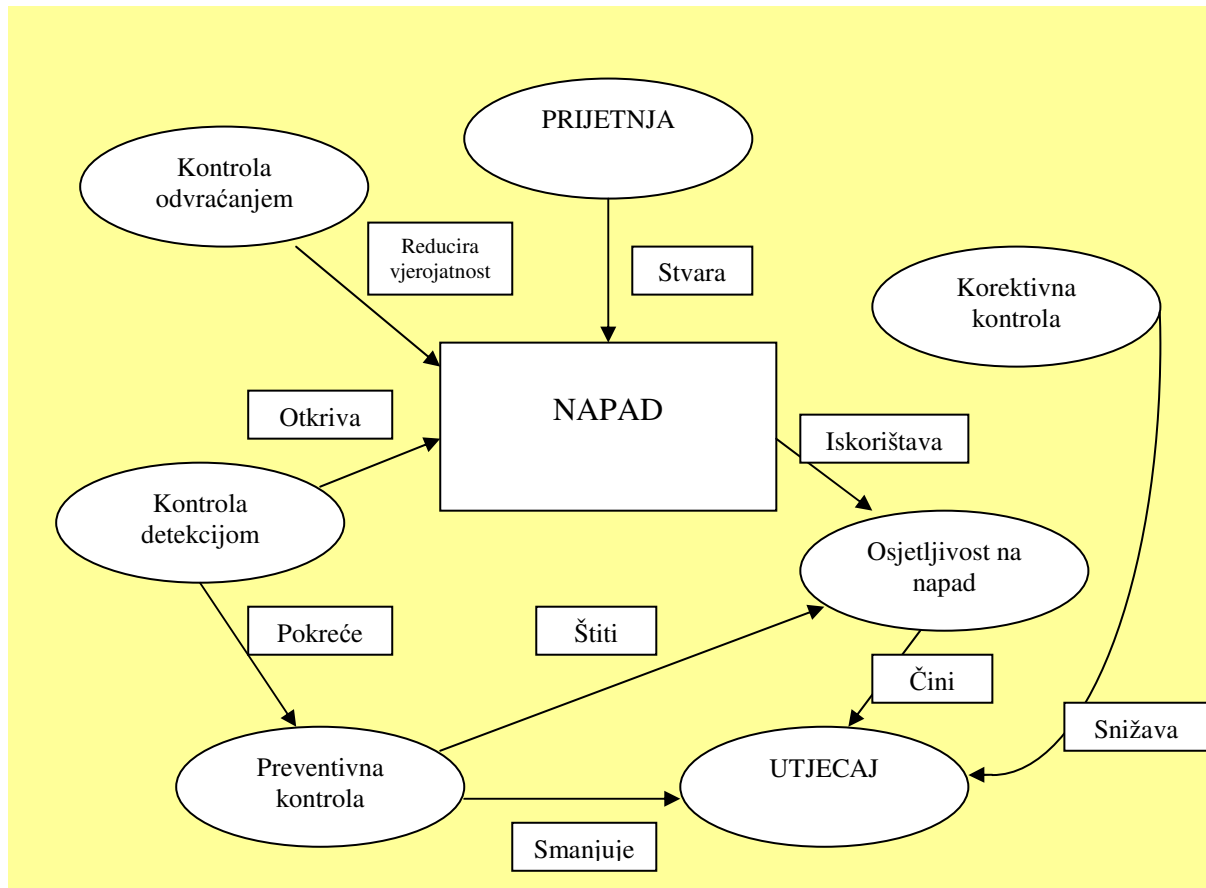 PRIJETNJA
Kontrola
odvraćanjem
Reducira
vjerojatnost
Stvara
Korektivna
kontrola
NAPAD
Otkriva
Iskorištava
Kontrola
detekcijom
Osjetljivost na
napad
Pokreće
Štiti
Čini
Snižava
Preventivna
kontrola
UTJECAJ
Smanjuje